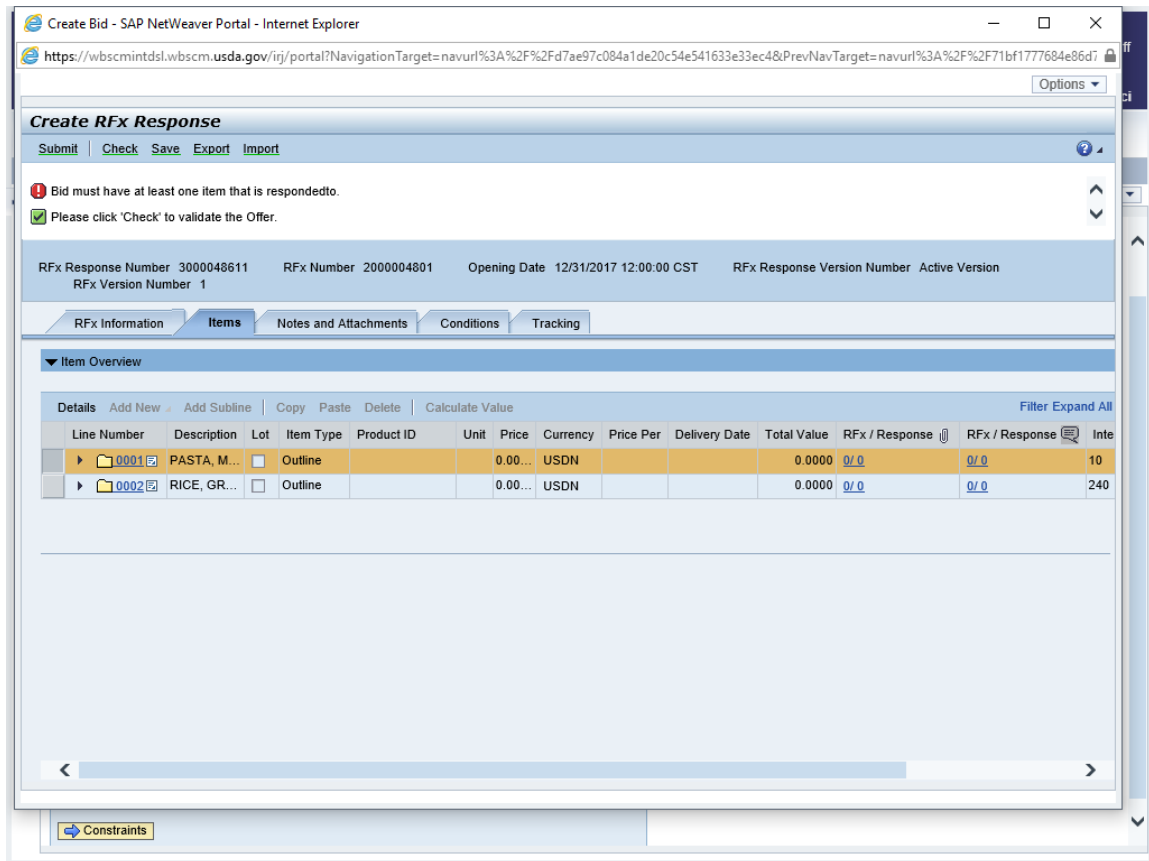 Create Bid - SAP NetWeaver Portal - Internet Explorer
https://wbscmintdsl.wbscm.usda.gov/irj/portal?NavigationTarget=navurl%3A%2F%2Fd7ae97c084a1de20c54e541633e33ec4&PrevNavTarget=navurl%3A%2F%2F71bf1777684e86d7
ff
Options
ci
Create RFx Response
Submit Check Save Export Import
Bid must have at least one item that is respondedto.
Please click 'Check' to validate the Offer.
RFx Response Number 3000048611 RFx Number 2000004801 Opening Date 12/31/2017 12:00:00 CST RFx Response Version Number Active Version
RFx Version Number 1
RFx Information Items Notes and Attachments Conditions Tracking
Item Overview
Details Add New Add Subline Copy Paste Delete Calculate Value Filter Expand All
Line Number Description Lot Item Type Product ID Unit Price Currency Price Per Delivery Date Total Value RFx / Response RFx / Response Inte
0001 PASTA, M... Outline 0.00... USDN 0.0000 0/ 0 0/ 0 10
0002 RICE, GR... Outline 0.00... USDN 0.0000 0/ 0 0/ 0 240
Constraints